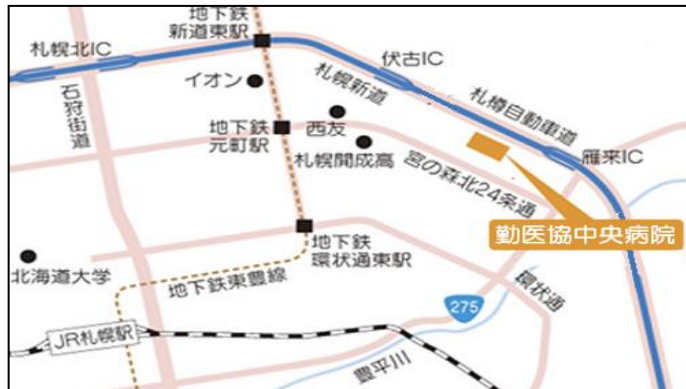 地下鉄
新道東駅
札幌北IC
伏古IC
イオン
札幌新道
札樽自動車道
石狩街道
西友
地下鉄
元町駅
札幌開成高
雁来IC
宮の森北24条通
勤医協中央病院
地下鉄
環状通東駅
北海道大学
地下鉄東豊線
環状通
275
JR札幌駅
豊平川